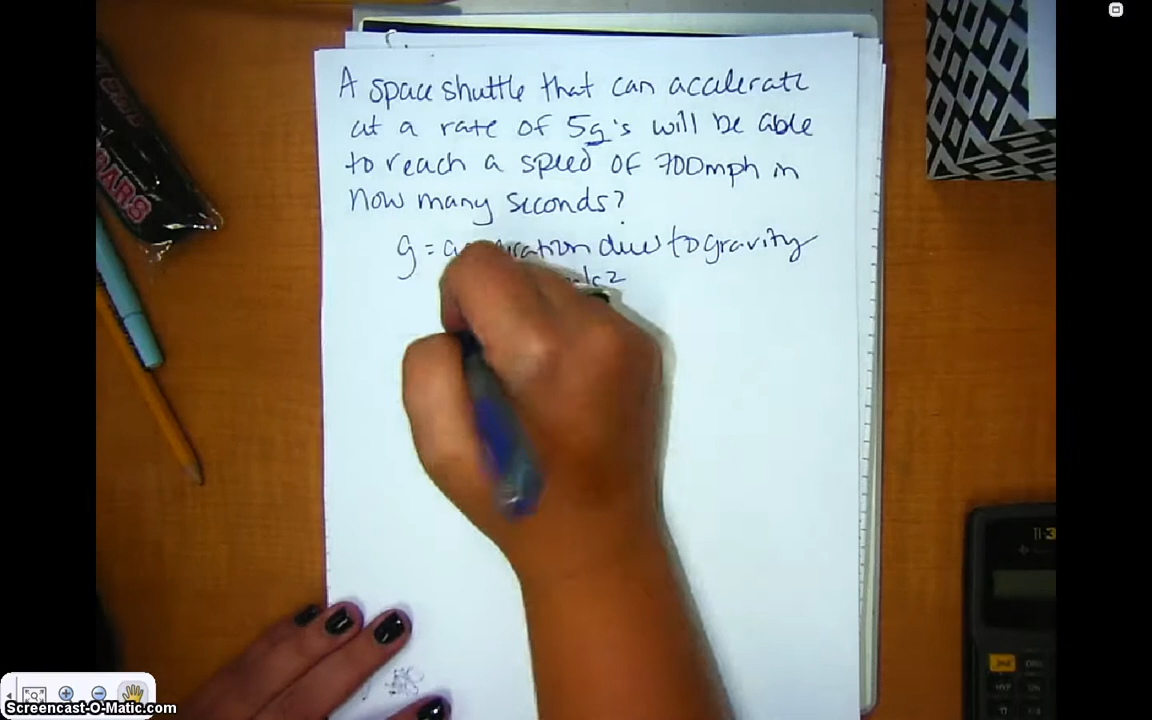 A space shuttle that can accelerate
at a rate of 5g's will be able
to reach a speed of 700mph in
how many seconds?
g = due to gravity
BARS
Screencast-O-Matic.com